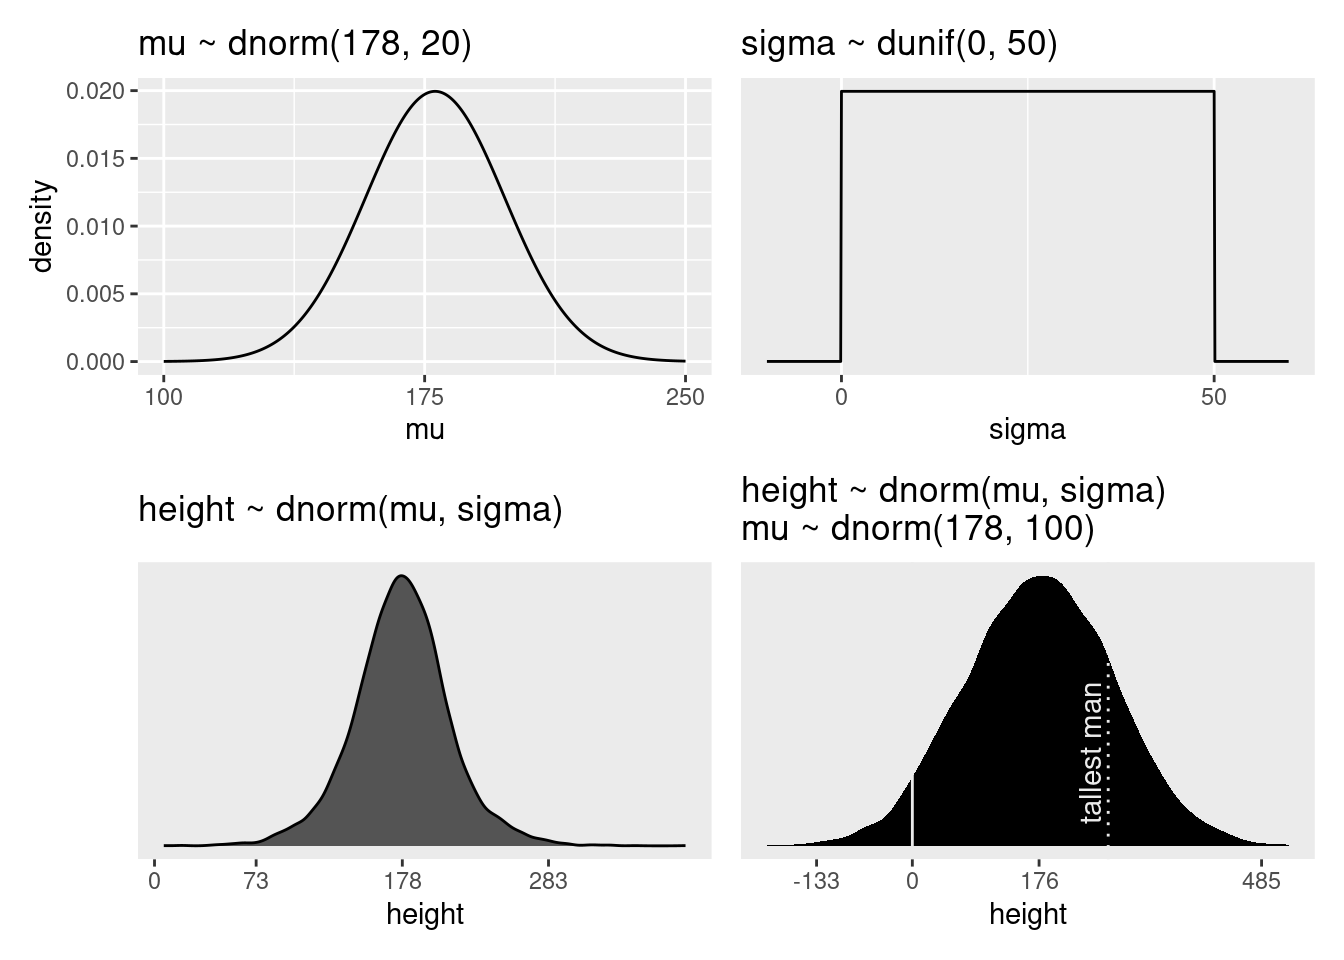 mu ~ dnorm(178, 20)
sigma ~ dunif(0, 50)
density
0.020
0.015
0.010
0.005
0.000
100 175 250
mu
0 50
sigma
height ~ dnorm(mu, sigma)
height ~ dnorm(mu, sigma)
mu ~ dnorm(178, 100)
0 73 178 283
height
tallest man
-133 0 176 485
height